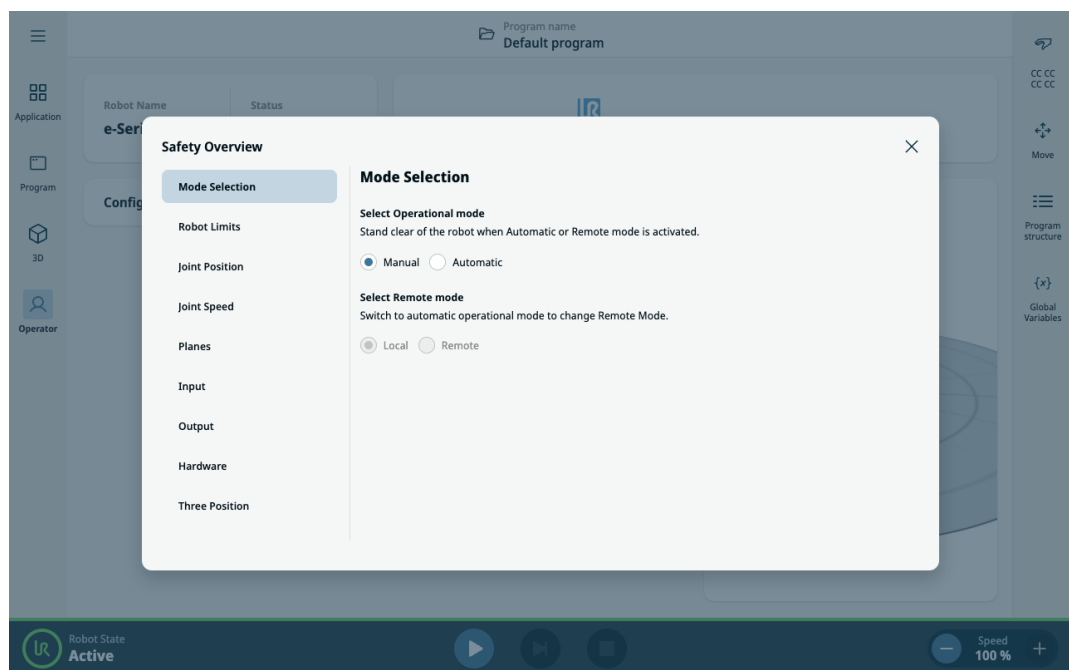 Program name
Default program
Application
Program
3D
Operator
Robot Name
Status
e-Seri
Config
UR
Safety Overview
Mode Selection
Robot Limits
Joint Position
Joint Speed
Planes
Input
Output
Hardware
Three Position
Mode Selection
Select Operational mode
Stand clear of the robot when Automatic or Remote mode is activated.
Manual
Automatic
Select Remote mode
Switch to automatic operational mode to change Remote Mode.
Local
Remote
CC CC
CC CC
Move
Program
structure
{x}
Global
Variables
UR
Robot State
Active
Speed
100 %